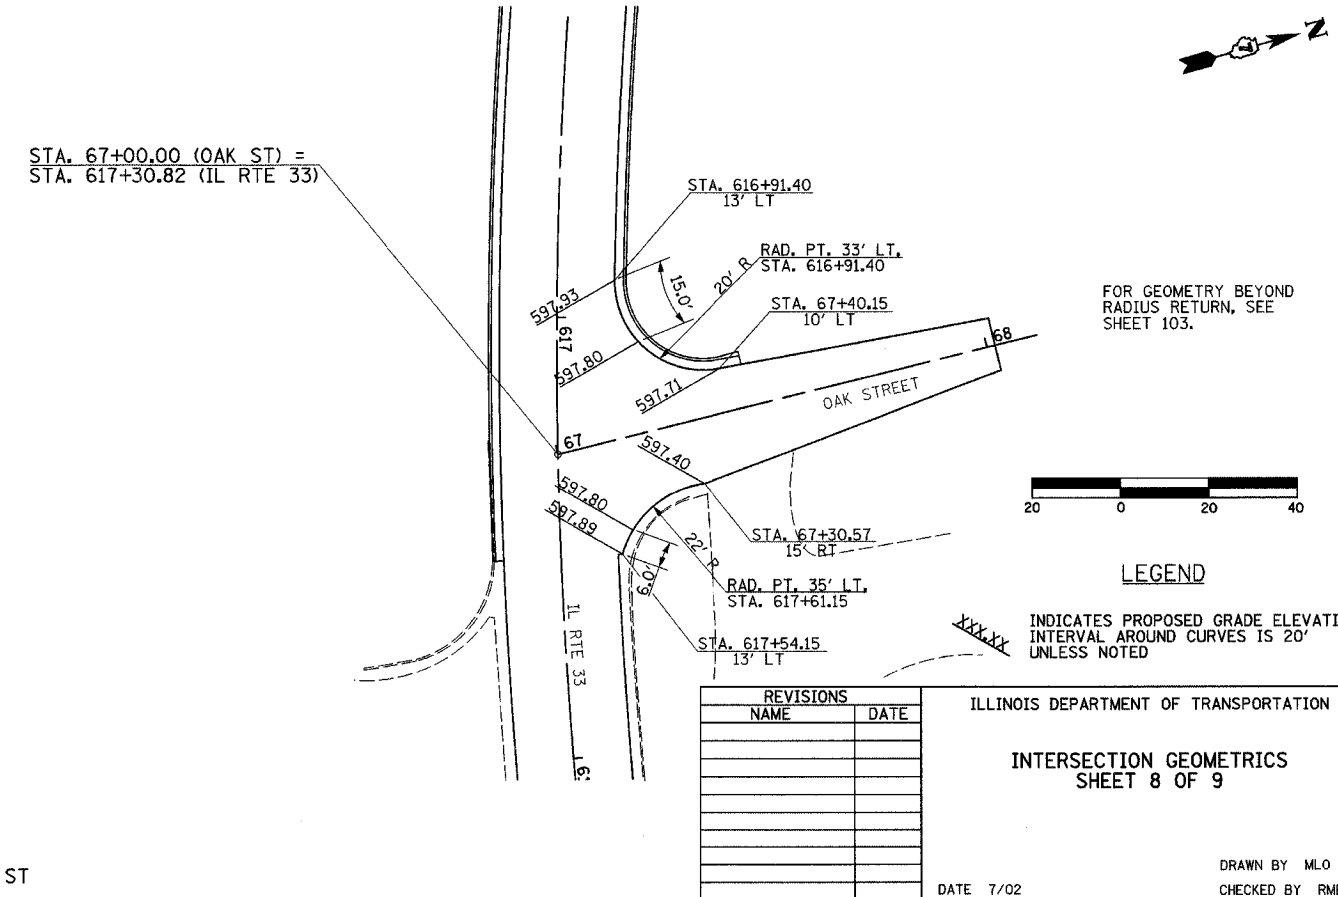 N
STA. 67+00.00 (OAK ST) =
STA. 617+30.82 (IL RTE 33)
STA. 616+91.40
13' LT
RAD. PT. 33' LT.
STA. 616+91.40
20' R
15.0'
STA. 67+40.15
10' LT
597.93
617
597.80
597.71
FOR GEOMETRY BEYOND
RADIUS RETURN, SEE
SHEET 103.
68
OAK STREET
67
597.40
597.80
597.89
20 0 20 40
STA. 67+30.57
15' RT
22' R
6.0'
RAD. PT. 35' LT.
STA. 617+61.15
STA. 617+54.15
13' LT
IL RTE 33
LEGEND
XXX.XX
INDICATES PROPOSED GRADE ELEVATI
INTERVAL AROUND CURVES IS 20'
UNLESS NOTED
REVISIONS
NAME DATE
ILLINOIS DEPARTMENT OF TRANSPORTATION
INTERSECTION GEOMETRICS
SHEET 8 OF 9
DRAWN BY MLO
DATE 7/02
CHECKED BY
ST